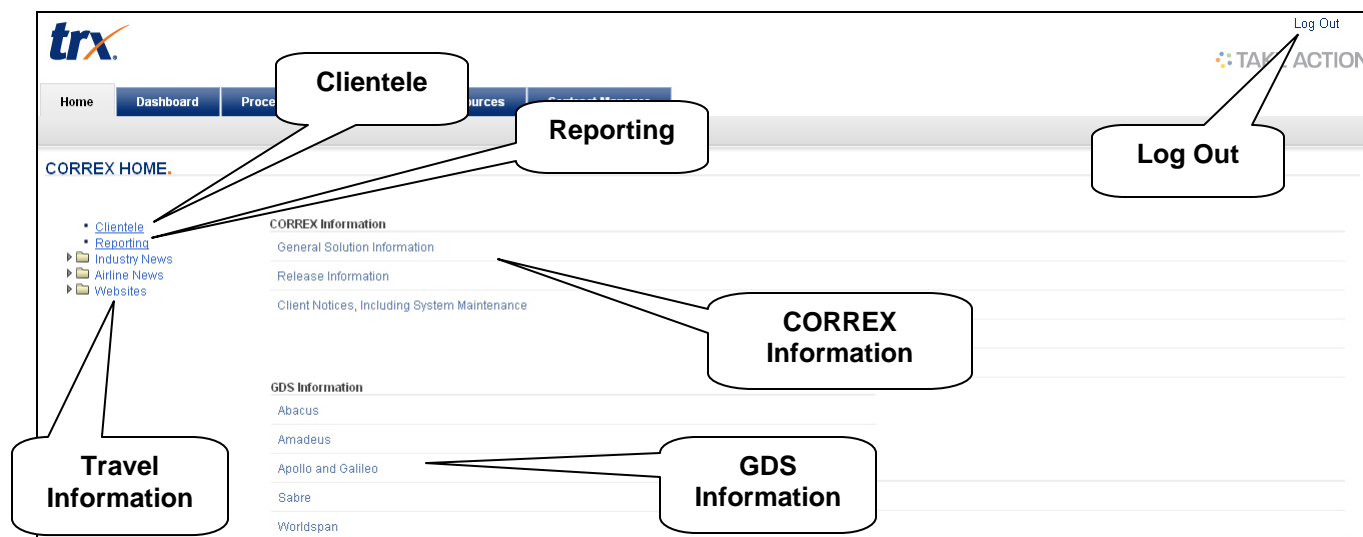 Log Out
trx.
TAKE ACTION
Clientele
Home Dashboard
Reporting
Log Out
CORREX HOME.
Clientele
Reporting
Industry News
Airline News
Websites
CORREX Information
General Solution Information
Release Information
Client Notices, Including System Maintenance
CORREX
Information
GDS Information
Abacus
Amadeus
Apollo and Galileo
Sabre
Worldspan
Travel
Information
GDS
Information